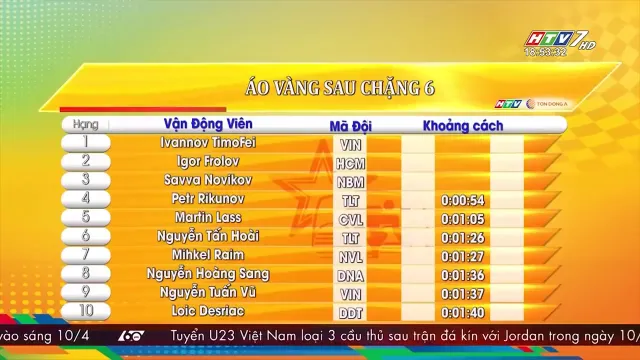 HTV7 HD
18:53:32
ÁO VÀNG SAU CHẶNG 6
HTV TON DONG A
Hạng Vận Động Viên Mã Đội Khoảng cách
1 Ivannov TimoFei VIN
2 Igor Frolov HCM
3 Savva Novikov NBM
4 Petr Rikunov TLT 0:00:54
5 Martin Lass CVL 0:01:05
6 Nguyễn Tấn Hoài TLT 0:01:26
7 Mihkel Raim NVL 0:01:27
8 Nguyễn Hoàng Sang DNA 0:01:36
9 Nguyễn Tuấn Vũ VIN 0:01:37
10 Loic Desriac DDT 0:01:40
vào sáng 10/4 60 Tuyển U23 Việt Nam loại 3 cầu thủ sau trận đá kín với Jordan trong ngày 10/